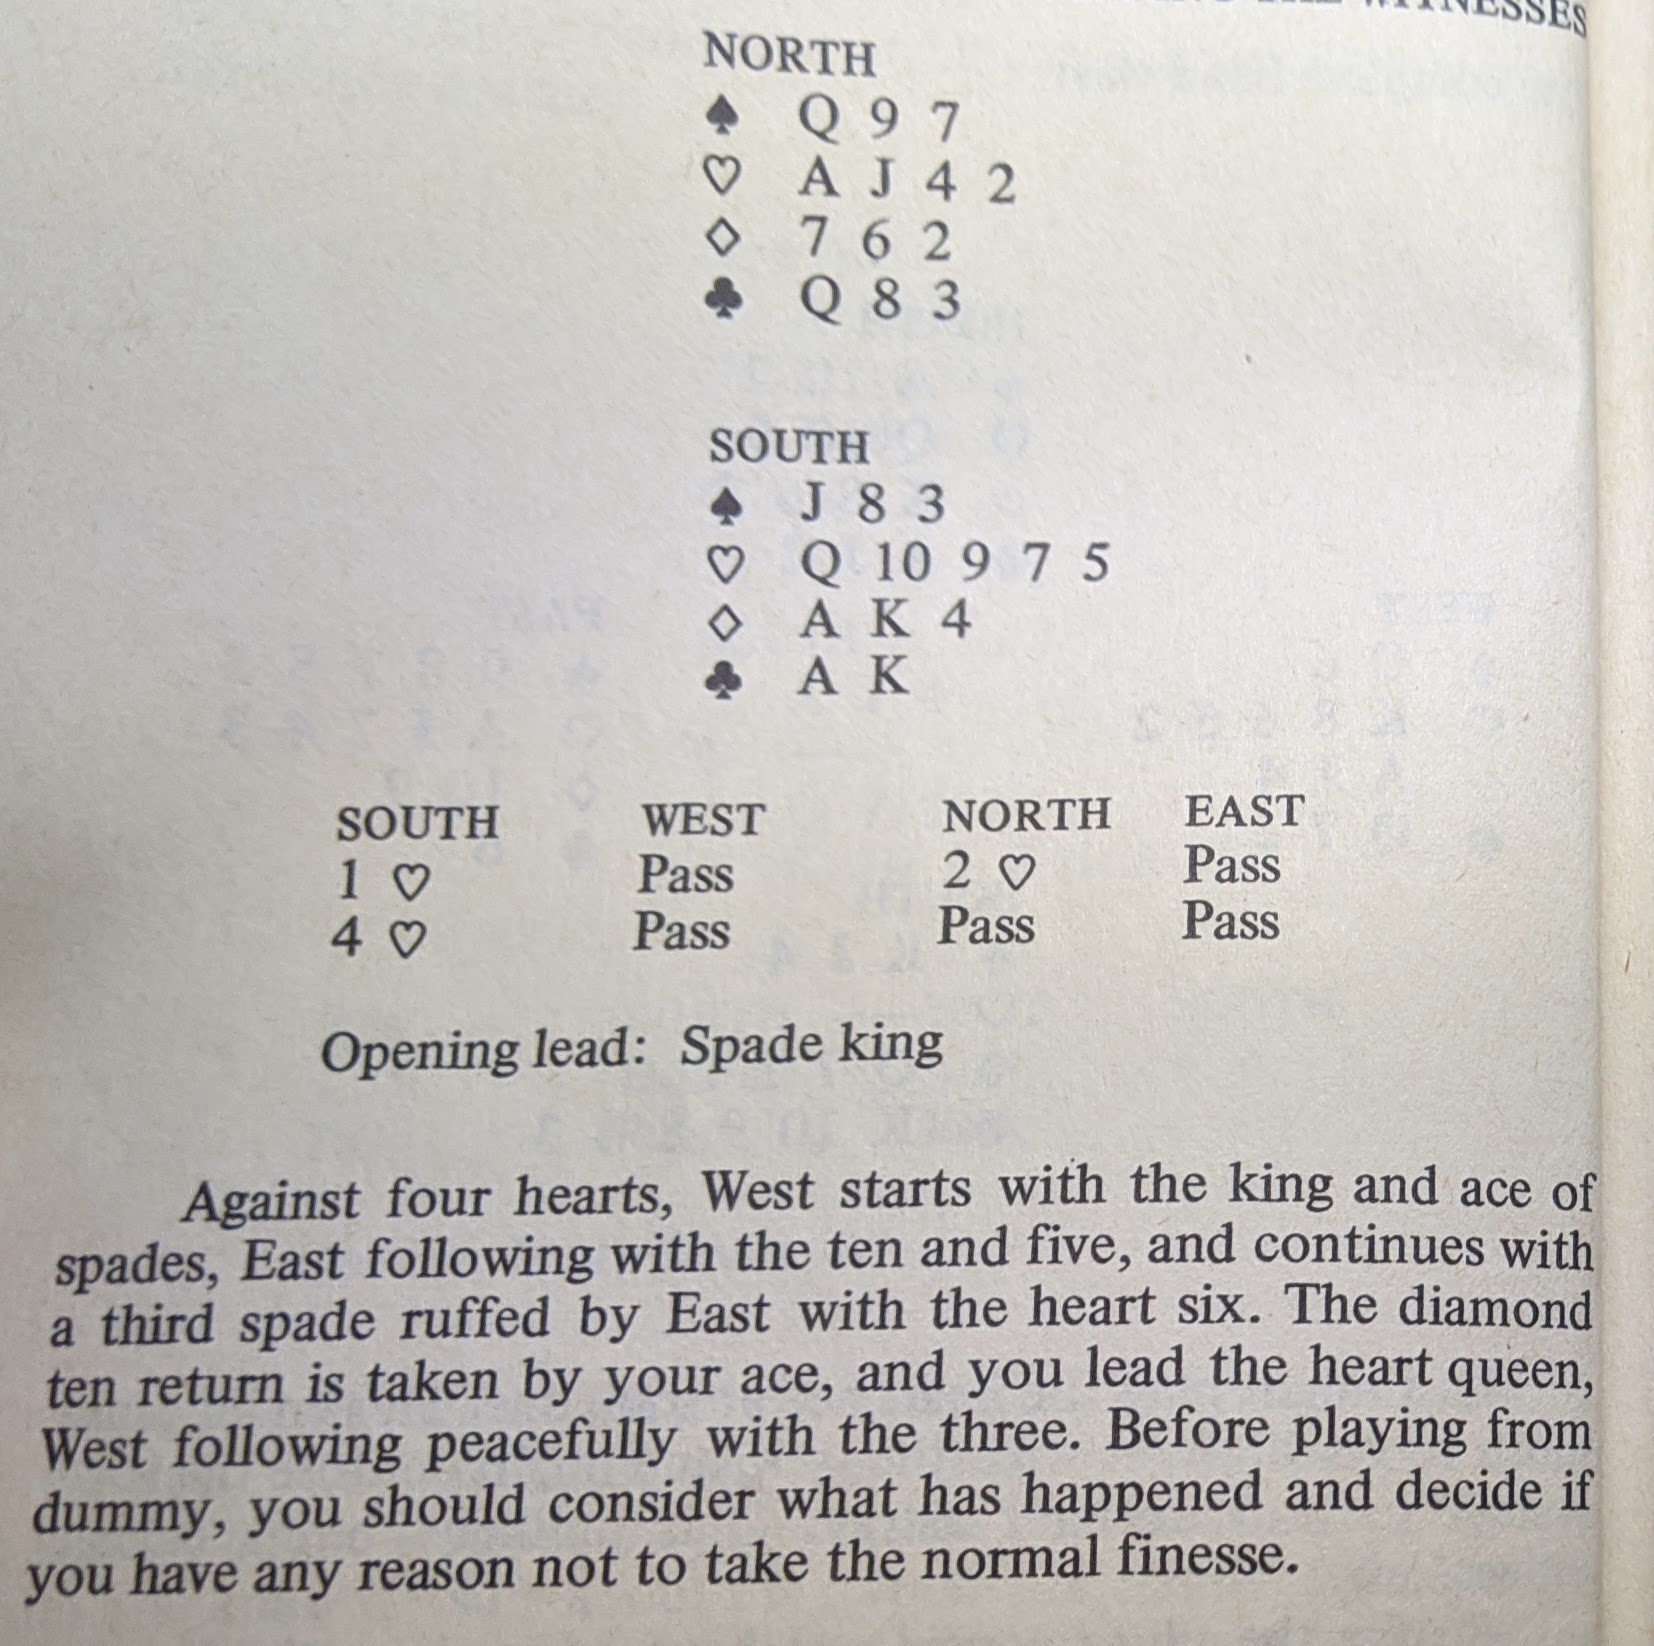 WITNESSES
NORTH
♠ Q 9 7
♡ A J 4 2
◇ 7 6 2
♣ Q 8 3
SOUTH
♠ J 8 3
♡ Q 10 9 7 5
◇ A K 4
♣ A K
SOUTH WEST NORTH EAST
1 ♡ Pass 2 ♡ Pass
4 ♡ Pass Pass Pass
Opening lead: Spade king
Against four hearts, West starts with the king and ace of
spades, East following with the ten and five, and continues with
a third spade ruffed by East with the heart six. The diamond
ten return is taken by your ace, and you lead the heart queen,
West following peacefully with the three. Before playing from
dummy, you should consider what has happened and decide if
you have any reason not to take the normal finesse.